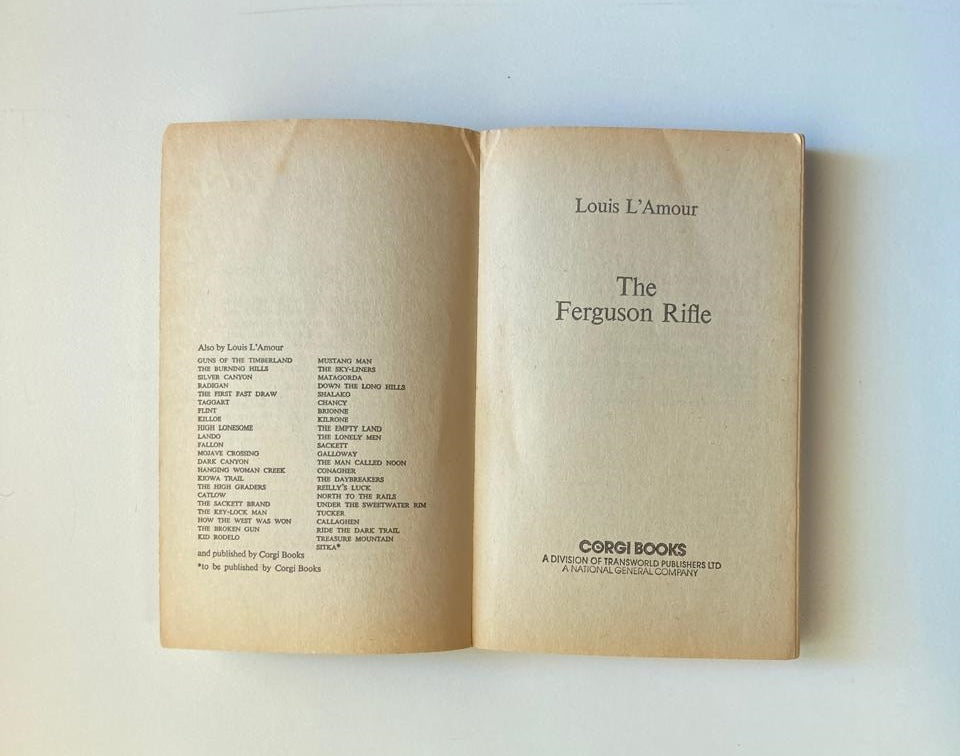 Also by Louis L'Amour
GUNS OF THE TIMBERLAND
THE BURNING HILLS
SILVER CANYON
RADIGAN
THE FIRST FAST DRAW
TAGGART
FLINT
KILLOE
HIGH LONESOME
LANDO
FALLON
MOJAVE CROSSING
DARK CANYON
HANGING WOMAN CREEK
KIOWA TRAIL
THE HIGH GRADERS
CATLOW
THE SACKETT BRAND
THE KEY-LOCK MAN
HOW THE WEST WAS WON
THE BROKEN GUN
KID RODELO
MUSTANG MAN
THE SKY-LINERS
MATAGORDA
DOWN THE LONG HILLS
SHALAKO
CHANCY
BRIONNE
KILRONE
THE EMPTY LAND
THE LONELY MEN
SACKETT
GALLOWAY
THE MAN CALLED NOON
CONAGHER
THE DAYBREAKERS
REILLY'S LUCK
NORTH TO THE RAILS
UNDER THE SWEETWATER RIM
TUCKER
CALLAGHEN
RIDE THE DARK TRAIL
TREASURE MOUNTAIN
SITKA*
and published by Corgi Books
*to be published by Corgi Books
Louis L'Amour
The
Ferguson Rifle
CORGI BOOKS
A DIVISION OF TRANSWORLD PUBLISHERS LTD
A NATIONAL GENERAL COMPANY